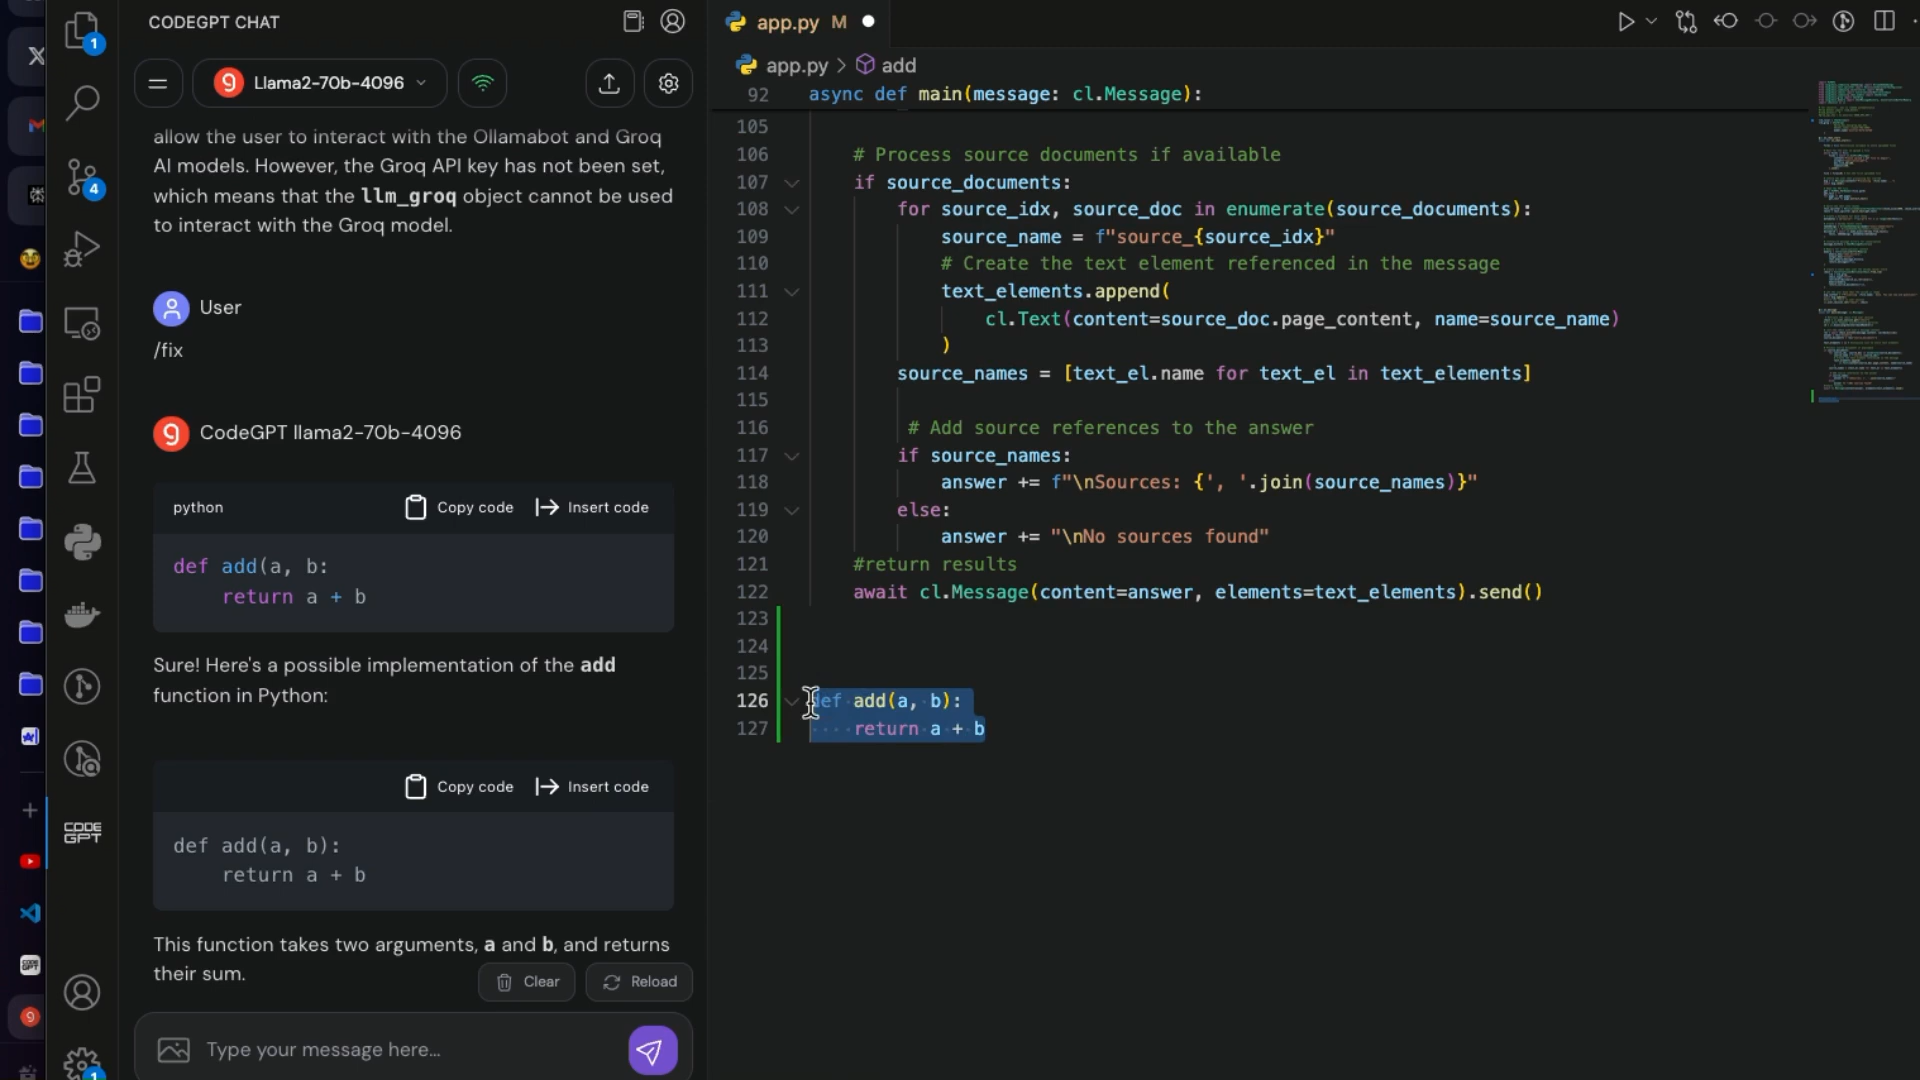 CODEGPT CHAT
Llama2-70b-4096
allow the user to interact with the Ollamabot and Groq
AI models. However, the Groq API key has not been set,
which means that the llm_groq object cannot be used
to interact with the Groq model.
User
/fix
CodeGPT llama2-70b-4096
python
Copy code
Insert code
def add(a, b:
    return a + b
Sure! Here's a possible implementation of the add
function in Python:
Copy code
Insert code
def add(a, b):
    return a + b
This function takes two arguments, a and b, and returns
their sum.
Clear
Reload
Type your message here...
1
4
CODE
GPT
1
app.py M
app.py > add
92 async def main(message: cl.Message):
105
106 # Process source documents if available
107 if source_documents:
108 for source_idx, source_doc in enumerate(source_documents):
109 source_name = f"source_{source_idx}"
110 # Create the text element referenced in the message
111 text_elements.append(
112 cl.Text(content=source_doc.page_content, name=source_name)
113 )
114 source_names = [text_el.name for text_el in text_elements]
115
116 # Add source references to the answer
117 if source_names:
118 answer += f"\nSources: {', '.join(source_names)}"
119 else:
120 answer += "\nNo sources found"
121 #return results
122 await cl.Message(content=answer, elements=text_elements).send()
123
124
125
126 def add(a, b):
127 return a + b